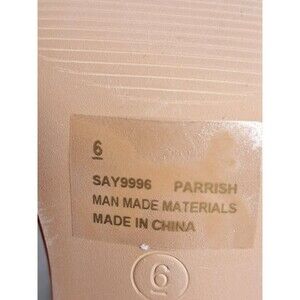 6
SAY9996 PARRISH
MAN MADE MATERIALS
MADE IN CHINA
6